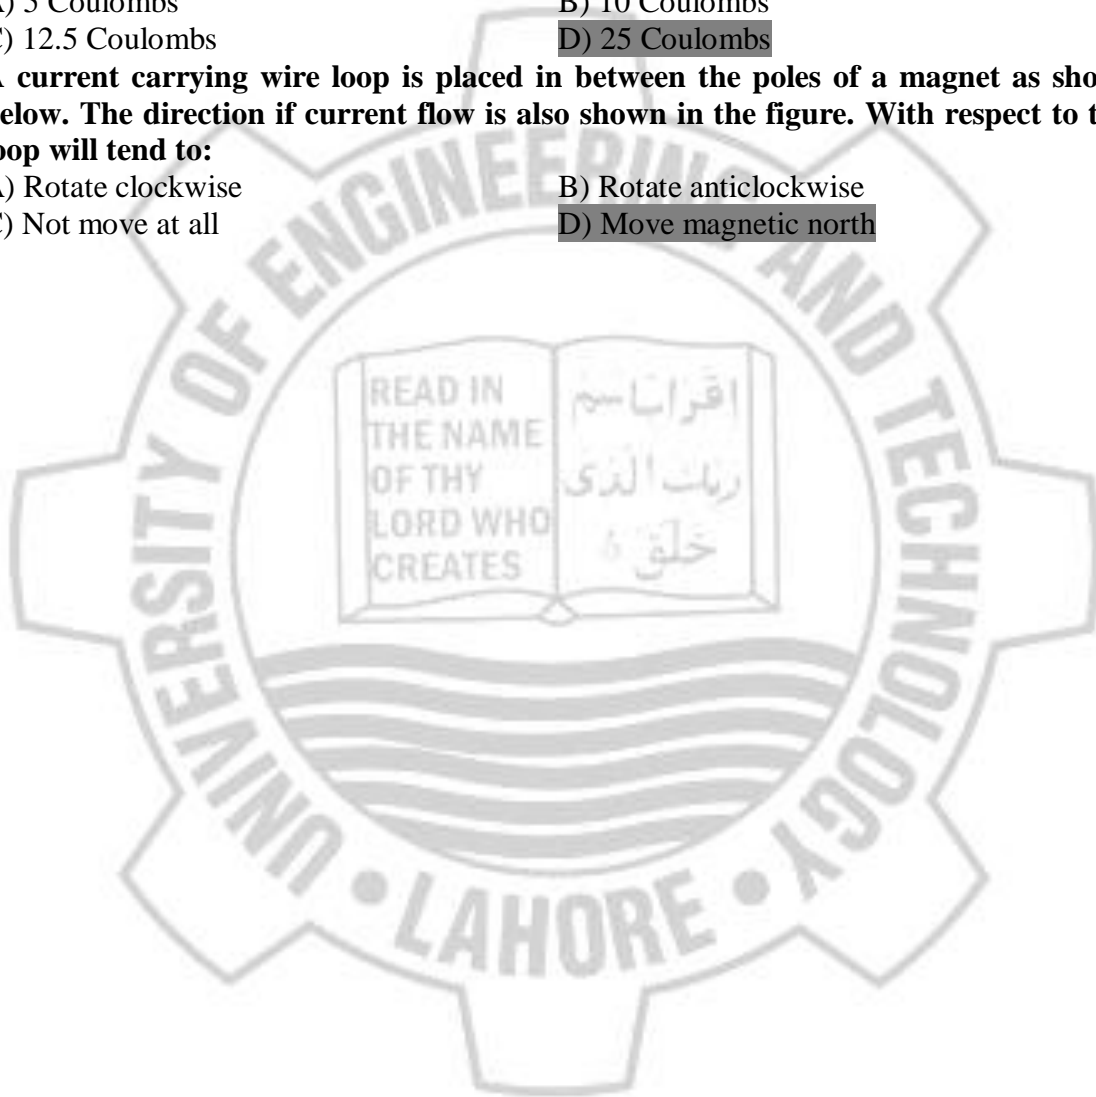 ) 5 Coulombs B) 10 Coulombs
) 12.5 Coulombs D) 25 Coulombs
current carrying wire loop is placed in between the poles of a magnet as sho
elow. The direction if current flow is also shown in the figure. With respect to t
oop will tend to:
) Rotate clockwise B) Rotate anticlockwise
) Not move at all D) Move magnetic north
UNIVERSITY OF ENGINEERING AND TECHNOLOGY
READ IN
THE NAME
OF THY
LORD WHO
CREATES
اقرا باسم
ربك الذى
خلق
• LAHORE •